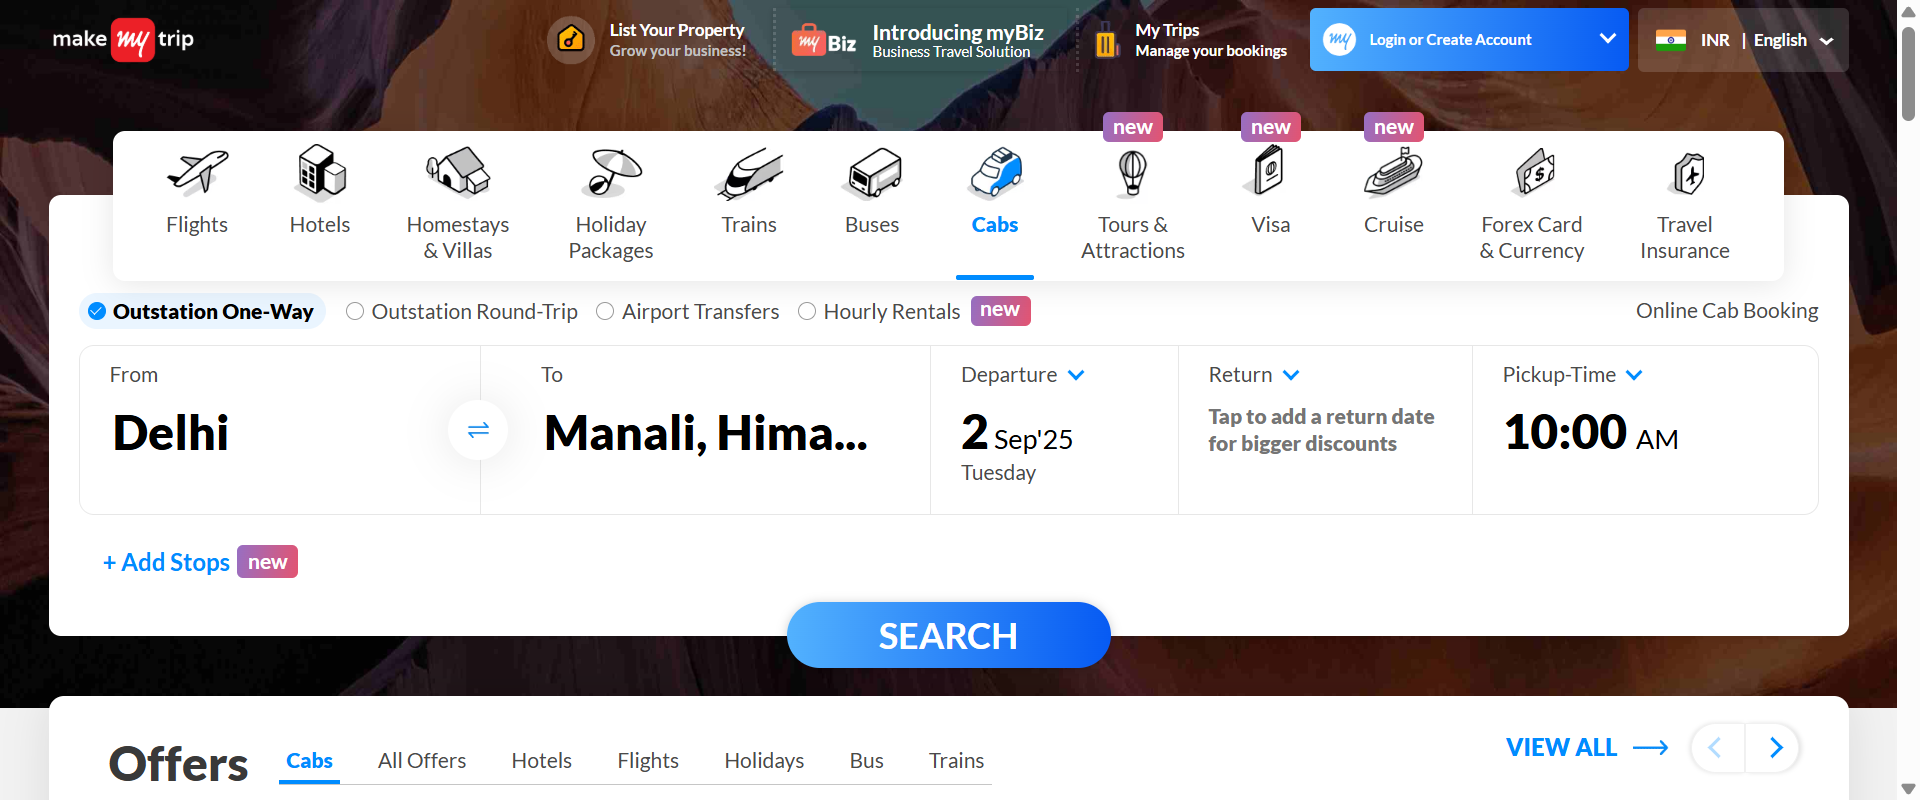 make my trip
List Your Property
Grow your business!
my Biz
Introducing myBiz
Business Travel Solution
My Trips
Manage your bookings
my Login or Create Account
INR | English
new
new
new
Flights
Hotels
Homestays
& Villas
Holiday
Packages
Trains
Buses
Cabs
Tours &
Attractions
Visa
Cruise
Forex Card
& Currency
Travel
Insurance
Outstation One-Way
Outstation Round-Trip
Airport Transfers
Hourly Rentals
new
Online Cab Booking
From
Delhi
To
Manali, Hima...
Departure
2 Sep'25
Tuesday
Return
Tap to add a return date
for bigger discounts
Pickup-Time
10:00 AM
+ Add Stops new
SEARCH
Offers
Cabs
All Offers
Hotels
Flights
Holidays
Bus
Trains
VIEW ALL